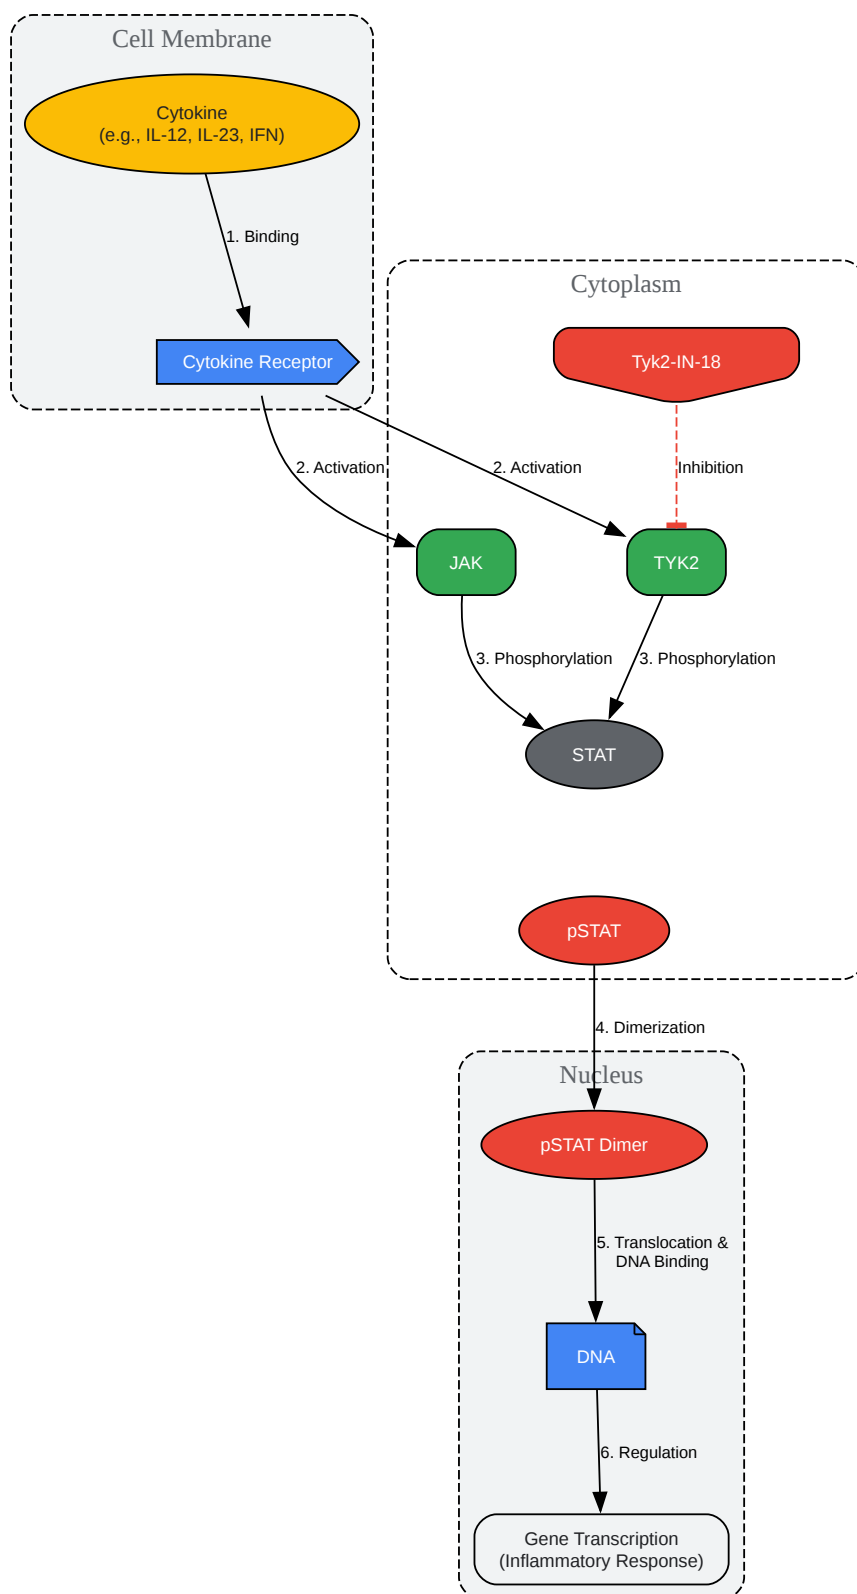 Cell Membrane
Cytokine
(e.g., IL-12, IL-23, IFN)
1. Binding
Cytokine Receptor
Cytoplasm
Tyk2-IN-18
2. Activation
2. Activation
Inhibition
JAK
TYK2
3. Phosphorylation
3. Phosphorylation
STAT
pSTAT
4. Dimerization
Nucleus
pSTAT Dimer
5. Translocation &
DNA Binding
DNA
6. Regulation
Gene Transcription
(Inflammatory Response)